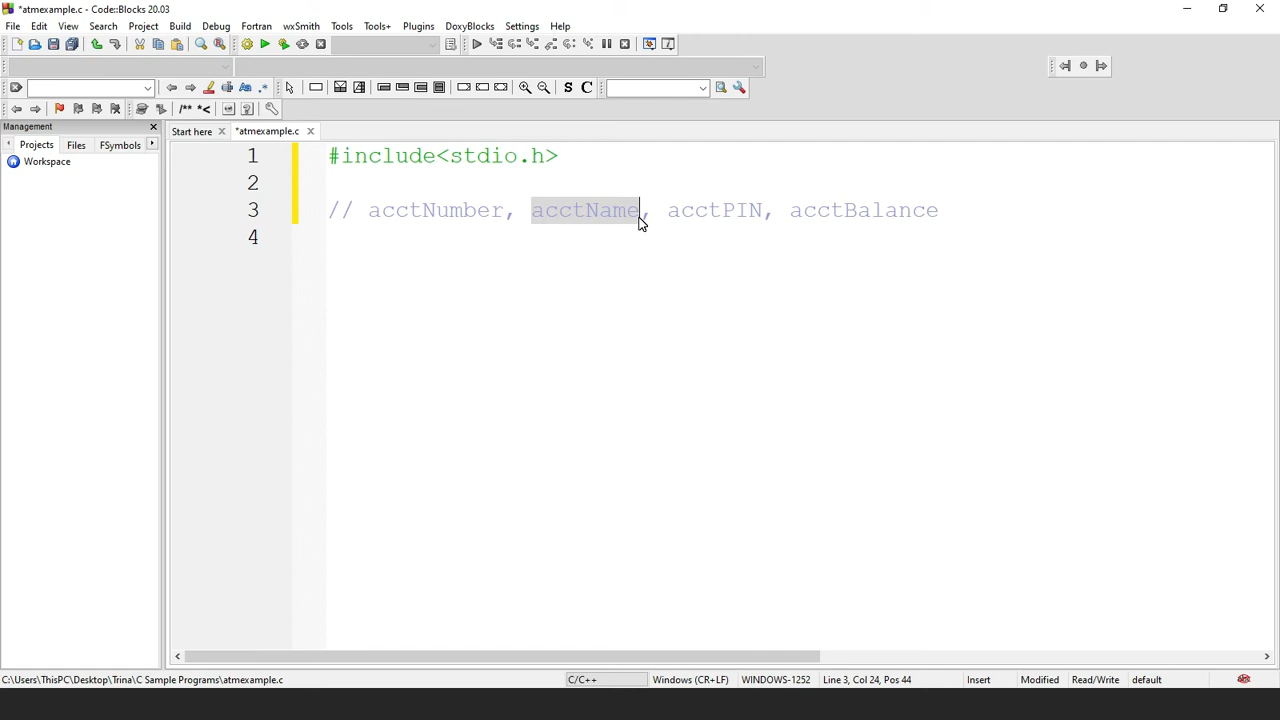 *atmexample.c - Code::Blocks 20.03
File Edit View Search Project Build Debug Fortran wxSmith Tools Tools+ Plugins DoxyBlocks Settings Help
Management
Start here *atmexample.c
Projects Files FSymbols
Workspace
1 #include<stdio.h>
2
3 // acctNumber, acctName, acctPIN, acctBalance
4
C:\Users\ThisPC\Desktop\Trina\C Sample Programs\atmexample.c C/C++ Windows (CR+LF) WINDOWS-1252 Line 3, Col 24, Pos 44 Insert Modified Read/Write default